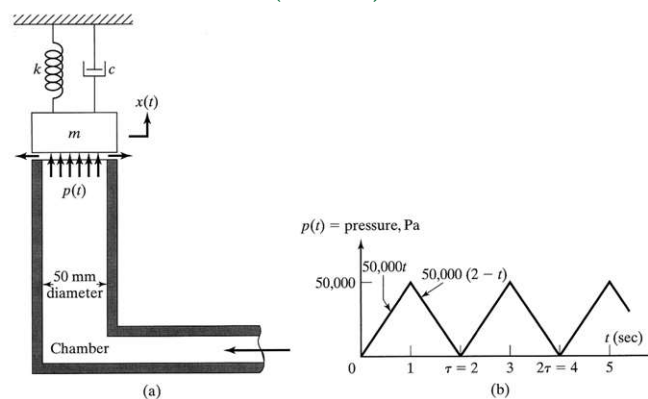 k
c
x(t)
m
p(t)
50 mm
diameter
Chamber
(a)
p(t) = pressure, Pa
50,000
50,000t
50,000 (2 − t)
t (sec)
0
1
τ = 2
3
2τ = 4
5
(b)